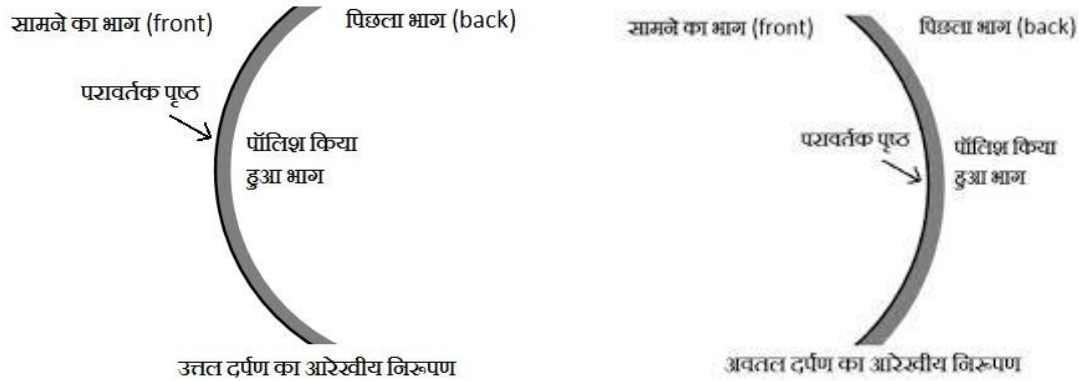 सामने का भाग (front)
पिछला भाग (back)
परावर्तक पृष्ठ
पॉलिश किया
हुआ भाग
उत्तल दर्पण का आरेखीय निरूपण
सामने का भाग (front)
पिछला भाग (back)
परावर्तक पृष्ठ
पॉलिश किया
हुआ भाग
अवतल दर्पण का आरेखीय निरूपण